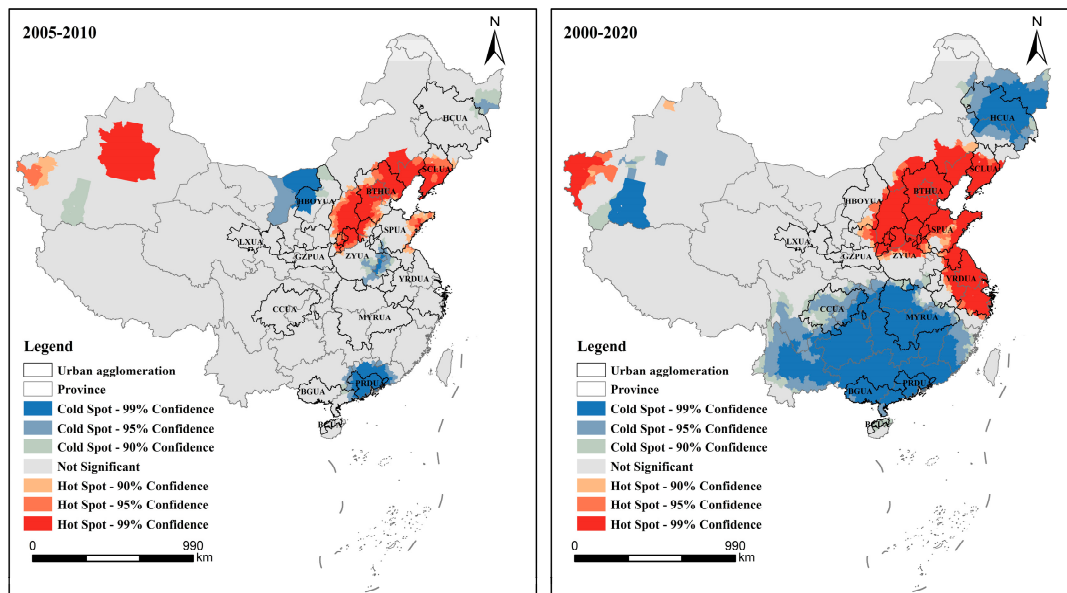 2005-2010
N
HCUA
SCLUA
BTHUA
HBOYUA
SPUA
LXUA
GZPUA
ZYUA
YRDUA
CCUA
MYRUA
BGUA
PRDU
Legend
Urban agglomeration
Province
Cold Spot - 99% Confidence
Cold Spot - 95% Confidence
Cold Spot - 90% Confidence
Not Significant
Hot Spot - 90% Confidence
Hot Spot - 95% Confidence
Hot Spot - 99% Confidence
0 990
km
2000-2020
N
HCUA
SCLUA
BTHUA
HBOYUA
SPUA
LXUA
GZPUA
ZYUA
YRDUA
CCUA
MYRUA
BGUA
PRDU
Legend
Urban agglomeration
Province
Cold Spot - 99% Confidence
Cold Spot - 95% Confidence
Cold Spot - 90% Confidence
Not Significant
Hot Spot - 90% Confidence
Hot Spot - 95% Confidence
Hot Spot - 99% Confidence
0 990
km